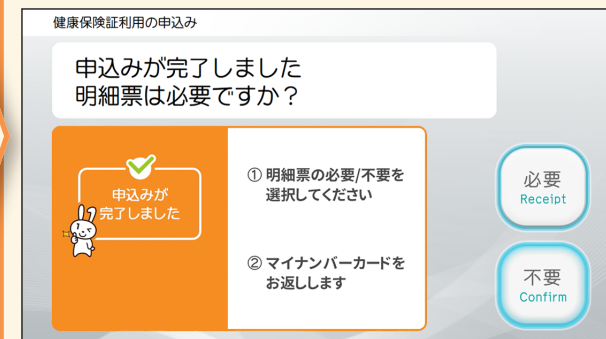 健康保険証利用の申込み
申込みが完了しました
明細票は必要ですか？
申込みが
完了しました
① 明細票の必要/不要を
選択してください
② マイナンバーカードを
お返しします
必要
Receipt
不要
Confirm